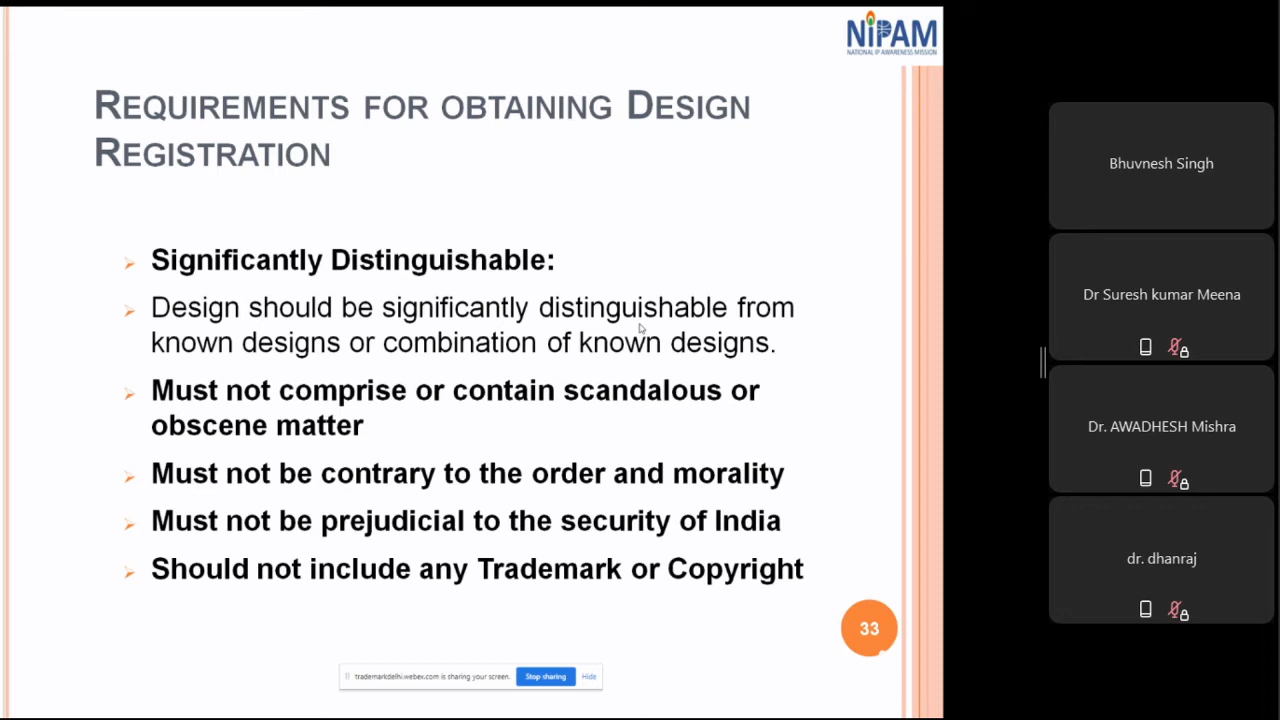 NiPAM
NATIONAL IP AWARENESS MISSION
REQUIREMENTS FOR OBTAINING DESIGN
REGISTRATION
Significantly Distinguishable:
Design should be significantly distinguishable from
known designs or combination of known designs.
Must not comprise or contain scandalous or
obscene matter
Must not be contrary to the order and morality
Must not be prejudicial to the security of India
Should not include any Trademark or Copyright
33
trademarkdelhi.webex.com is sharing your screen. Stop sharing Hide
Bhuvnesh Singh
Dr Suresh kumar Meena
Dr. AWADHESH Mishra
dr. dhanraj